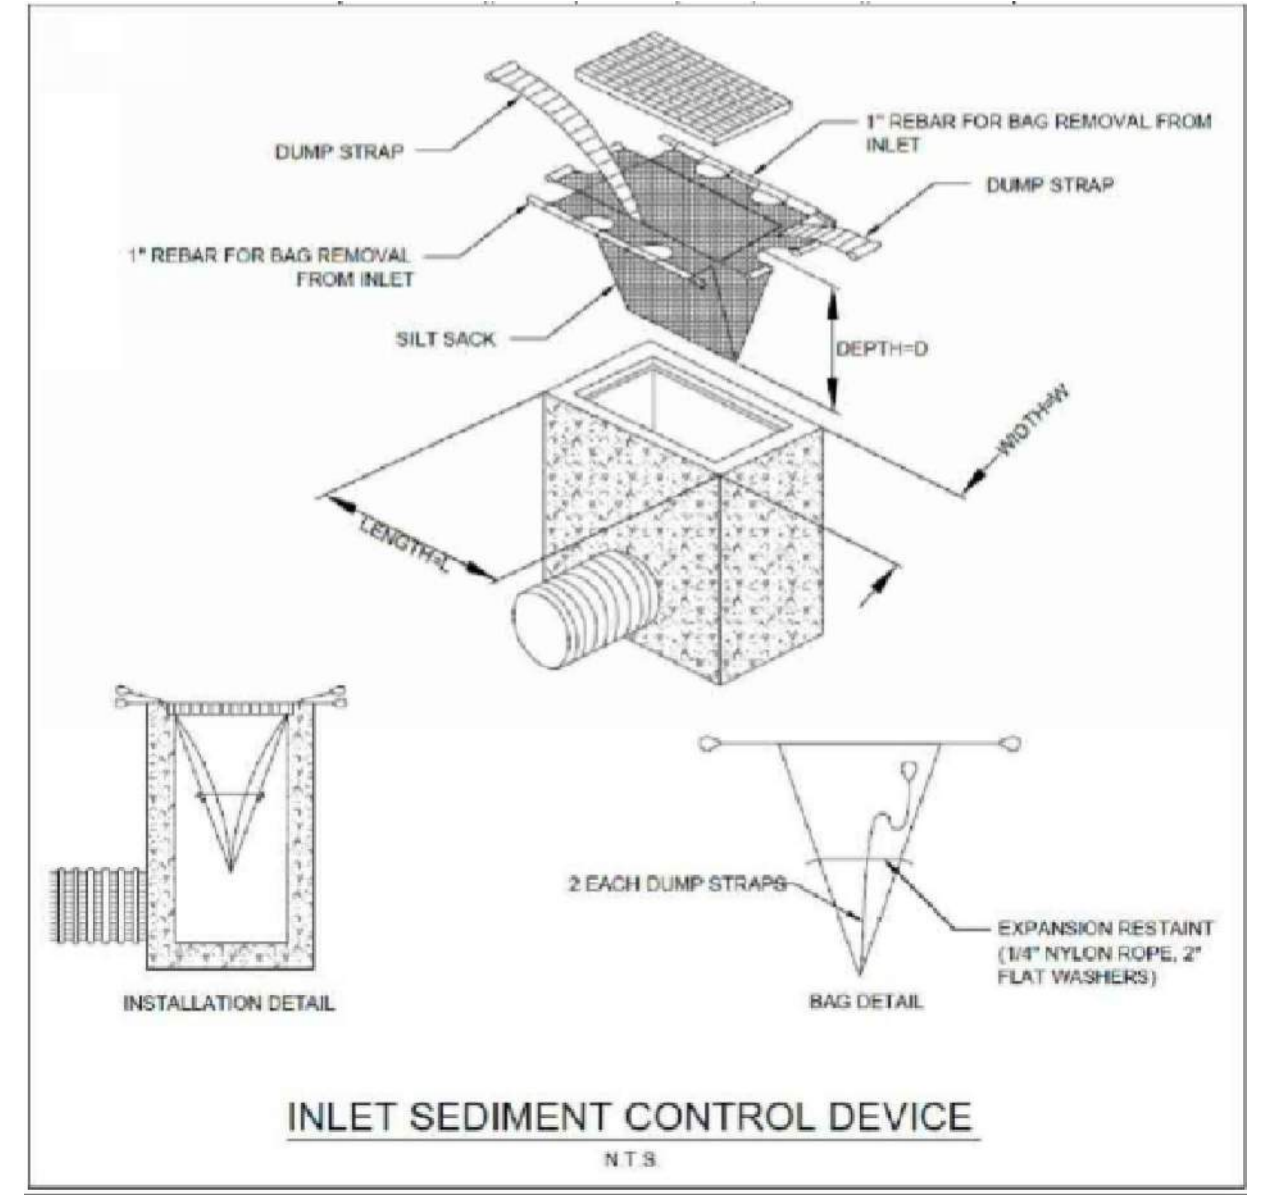 DUMP STRAP
1" REBAR FOR BAG REMOVAL FROM
INLET
DUMP STRAP
1" REBAR FOR BAG REMOVAL
FROM INLET
SILT SACK
DEPTH=D
WIDTH=W
LENGTH=L
2 EACH DUMP STRAPS
EXPANSION RESTAINT
(1/4" NYLON ROPE, 2"
FLAT WASHERS)
INSTALLATION DETAIL
BAG DETAIL
INLET SEDIMENT CONTROL DEVICE
N.T.S.